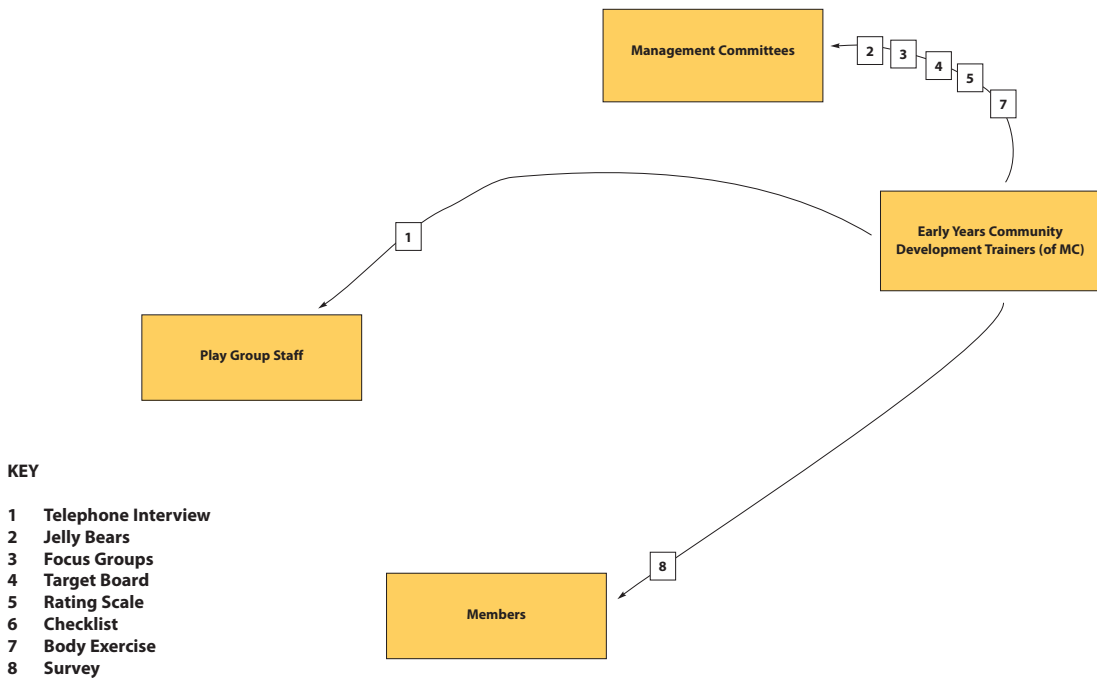 Management Committees
2
3
4
5
7
Early Years Community
Development Trainers (of MC)
1
Play Group Staff
8
Members
KEY
1 Telephone Interview
2 Jelly Bears
3 Focus Groups
4 Target Board
5 Rating Scale
6 Checklist
7 Body Exercise
8 Survey